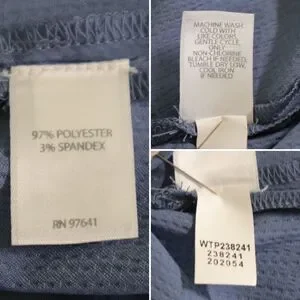 97% POLYESTER
3% SPANDEX
RN 97641
MACHINE WASH
COLD WITH
LIKE COLORS,
GENTLE CYCLE
ONLY
NON-CHLORINE
BLEACH IF NEEDED,
TUMBLE DRY LOW,
COOL IRON
IF NEEDED
WTP238241
238241
202054